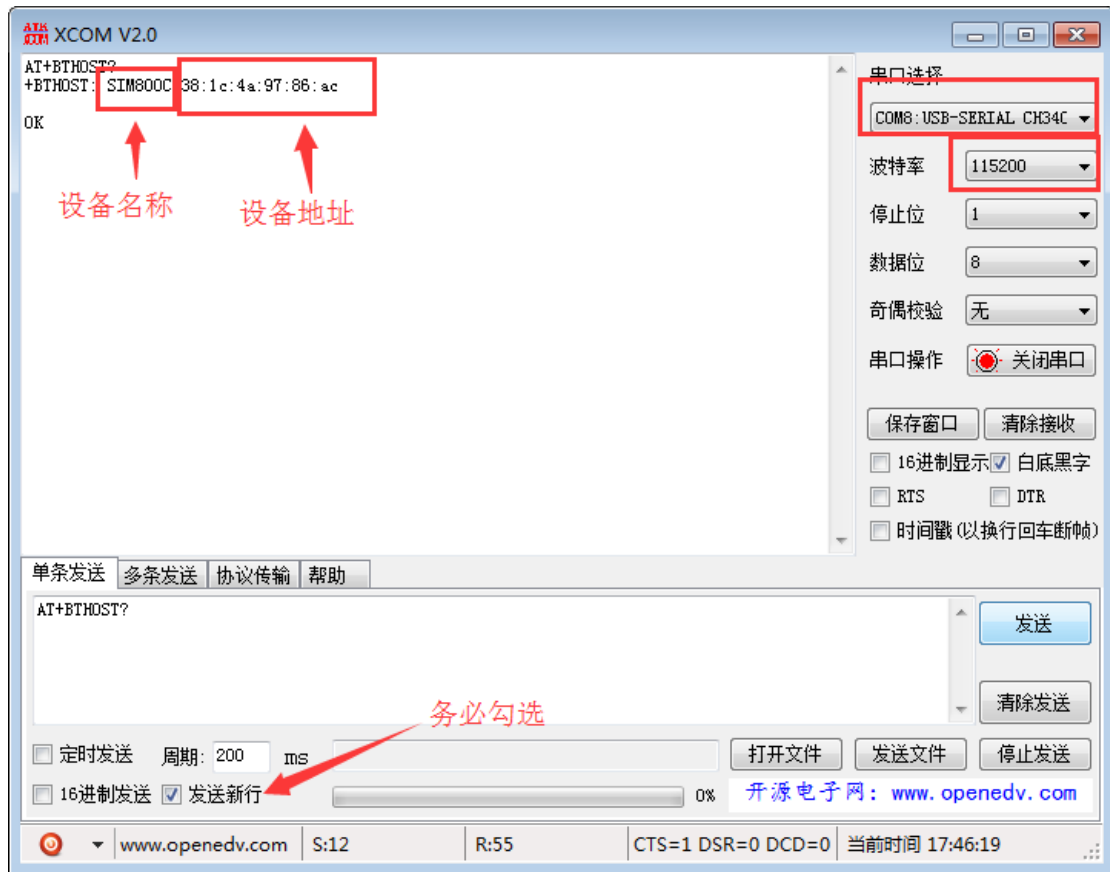 ATK COM XCOM V2.0
AT+BTHOST?
+BTHOST: SIM800C,38:1c:4a:97:86:ac
OK
设备名称
设备地址
串口选择
COM8:USB-SERIAL CH34C
波特率 115200
停止位 1
数据位 8
奇偶校验 无
串口操作 关闭串口
保存窗口 清除接收
16进制显示 白底黑字
RTS DTR
时间戳(以换行回车断帧)
单条发送 多条发送 协议传输 帮助
AT+BTHOST?
发送
清除发送
务必勾选
定时发送 周期: 200 ms 打开文件 发送文件 停止发送
16进制发送 发送新行 0% 开源电子网: www.openedv.com
www.openedv.com S:12 R:55 CTS=1 DSR=0 DCD=0 当前时间 17:46:19